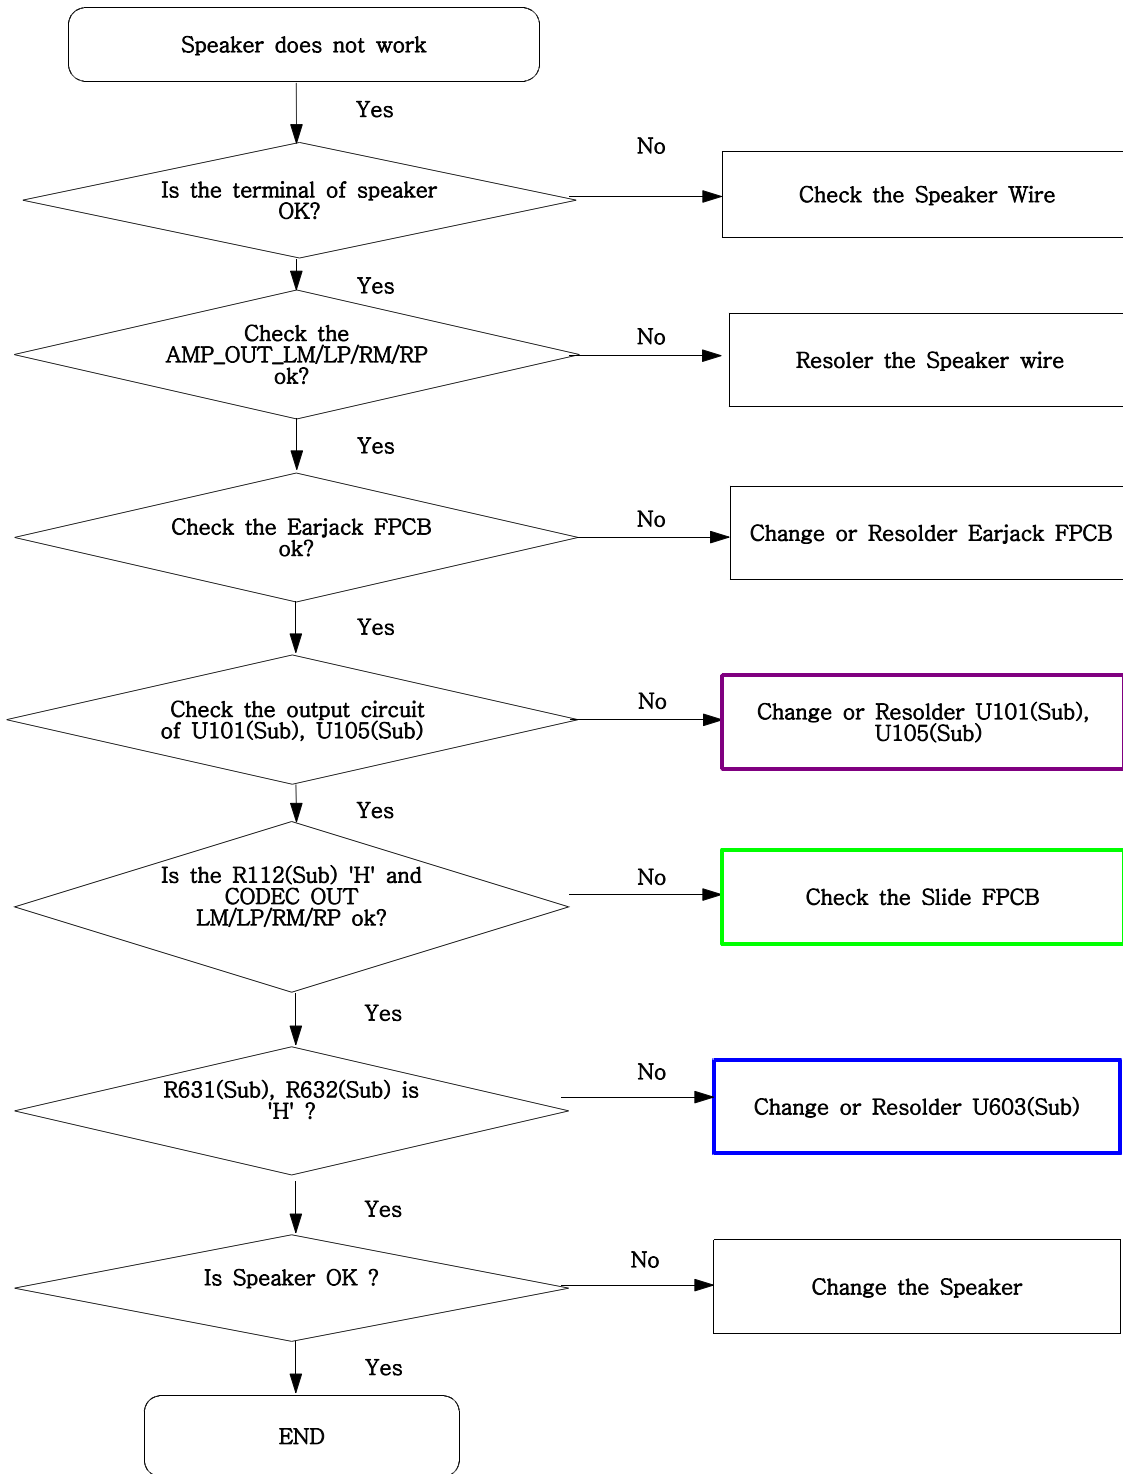 Speaker does not work
Yes
No
Is the terminal of speaker
OK?
Check the Speaker Wire
Yes
Check the
AMP_OUT_LM/LP/RM/RP
ok?
No
Resoler the Speaker wire
Yes
Check the Earjack FPCB
ok?
No
Change or Resolder Earjack FPCB
Yes
Check the output circuit
of U101(Sub), U105(Sub)
No
Change or Resolder U101(Sub),
U105(Sub)
Yes
Is the R112(Sub) 'H' and
CODEC OUT
LM/LP/RM/RP ok?
No
Check the Slide FPCB
Yes
R631(Sub), R632(Sub) is
'H' ?
No
Change or Resolder U603(Sub)
Yes
Is Speaker OK ?
No
Change the Speaker
Yes
END